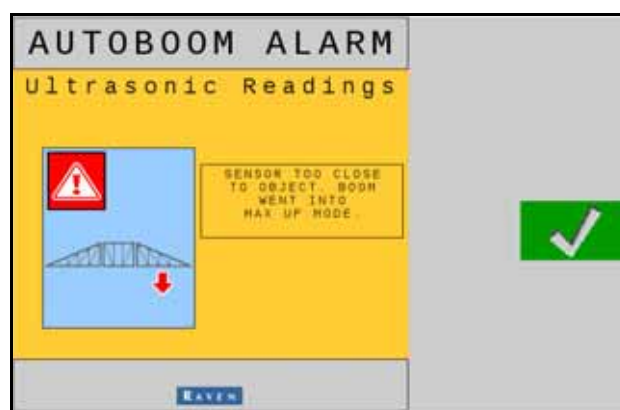 AUTOBOOM ALARM
Ultrasonic Readings
SENSOR TOO CLOSE
TO OBJECT. BOOM
WENT INTO
MAX UP MODE.
RAVEN